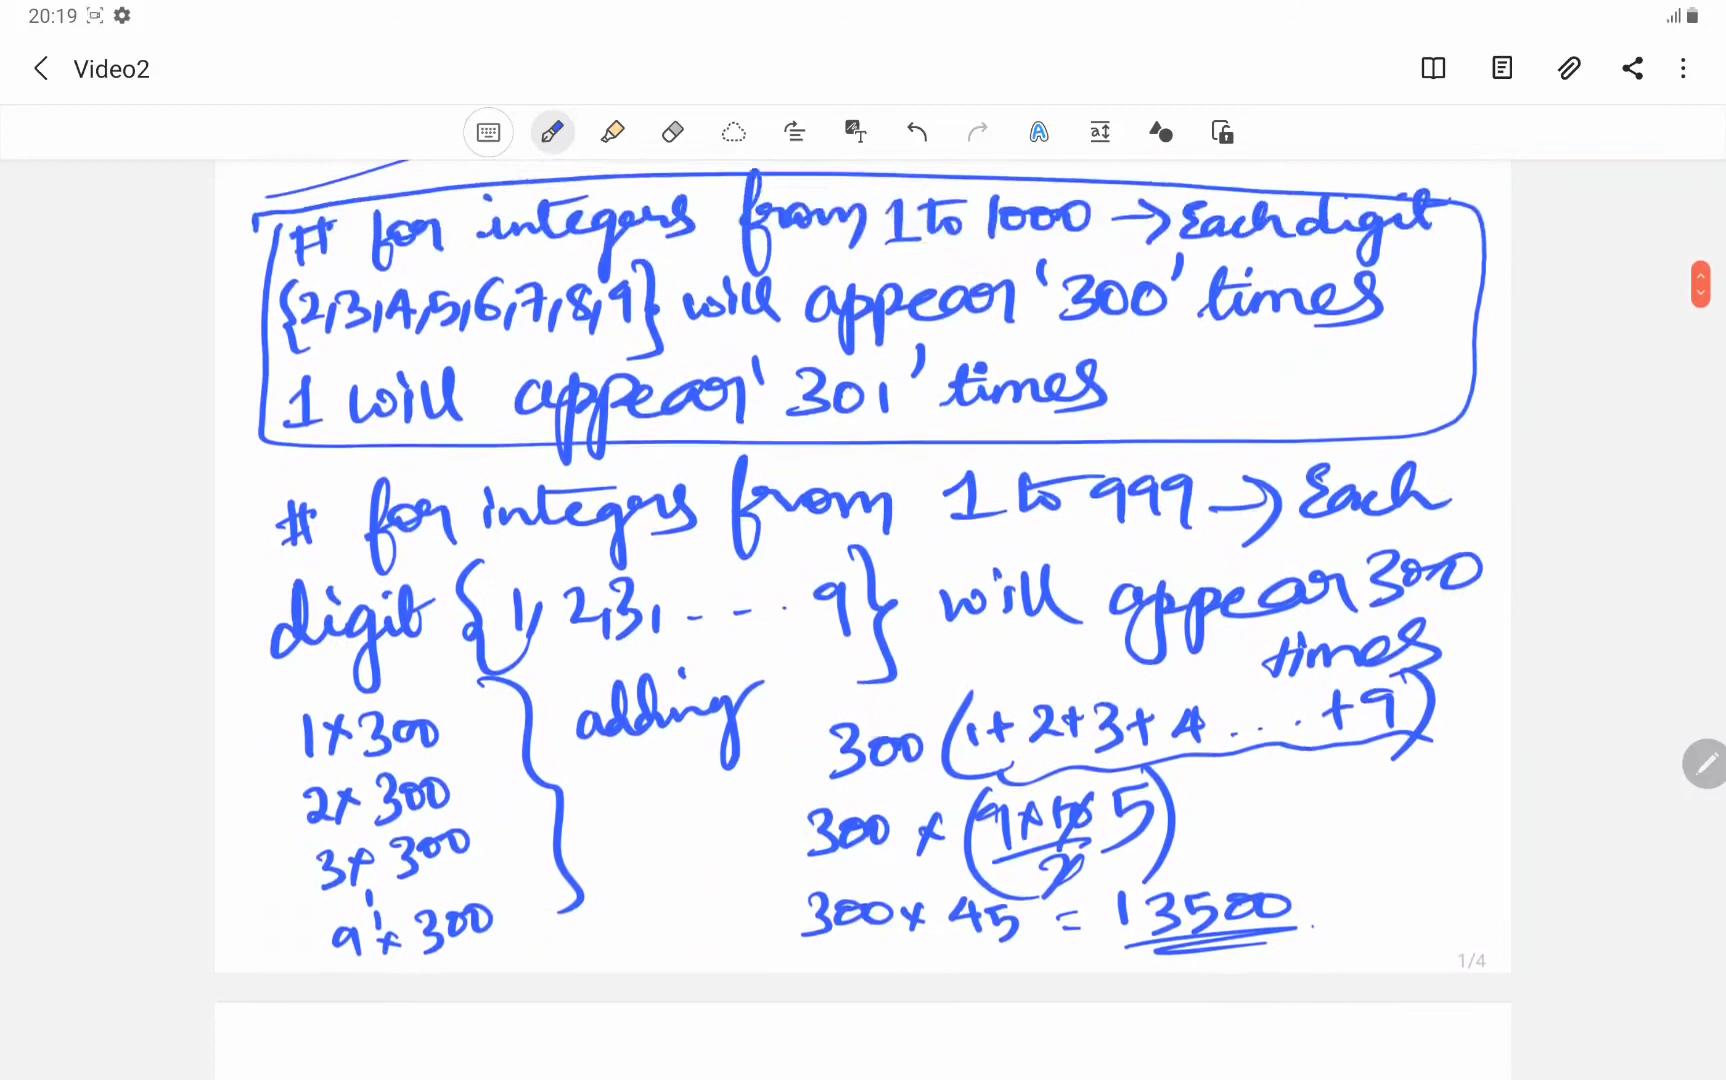 20:19
Video2
# for integers from 1 to 1000 → Each digit
{2,3,4,5,6,7,8,9} will appear '300' times
1 will appear '301' times
# for integers from 1 to 999 → Each
digit {1, 2,3, - - - . 9} will appear 300
times
adding
1×300
2× 300
3× 300
9 × 300
300 (1+ 2+3+ 4 . . . . +9)
300 × (9×10/2 5)
300× 45 = 13500
1/4